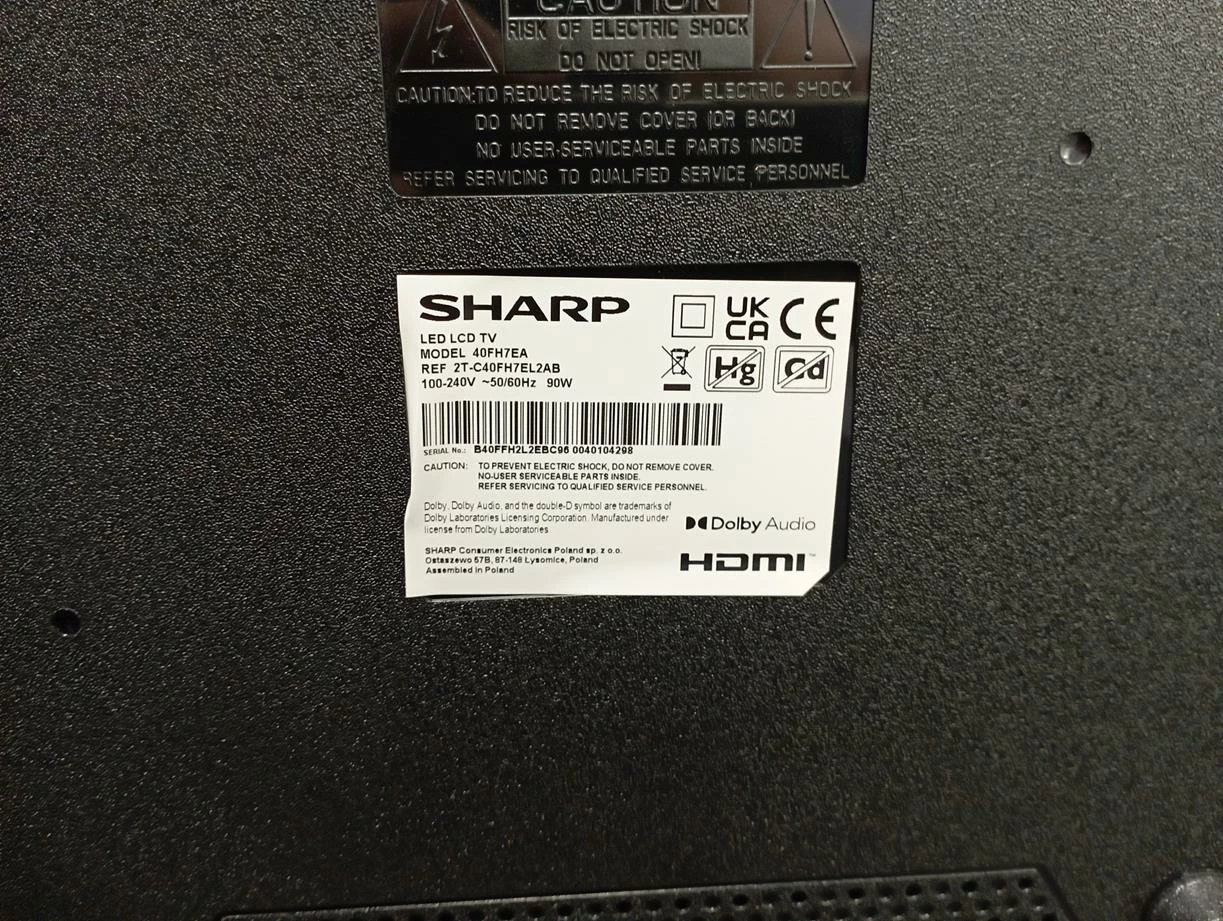 CAUTION
RISK OF ELECTRIC SHOCK
DO NOT OPEN!
CAUTION:TO REDUCE THE RISK OF ELECTRIC SHOCK
DO NOT REMOVE COVER (OR BACK)
NO USER-SERVICEABLE PARTS INSIDE
REFER SERVICING TO QUALIFIED SERVICE PERSONNEL
SHARP
UK
CA CE
LED LCD TV
MODEL 40FH7EA
REF 2T-C40FH7EL2AB
100-240V ~50/60Hz 90W
Hg Cd
SERIAL No.: B40FFH2L2EBC96 0040104298
CAUTION: TO PREVENT ELECTRIC SHOCK, DO NOT REMOVE COVER.
NO-USER SERVICEABLE PARTS INSIDE.
REFER SERVICING TO QUALIFIED SERVICE PERSONNEL.
Dolby, Dolby Audio, and the double-D symbol are trademarks of
Dolby Laboratories Licensing Corporation. Manufactured under
license from Dolby Laboratories.
Dolby Audio
SHARP Consumer Electronics Poland sp. z o.o.
Ostaszewo 57B, 87-148 Łysomice, Poland
Assembled in Poland
HDMI™